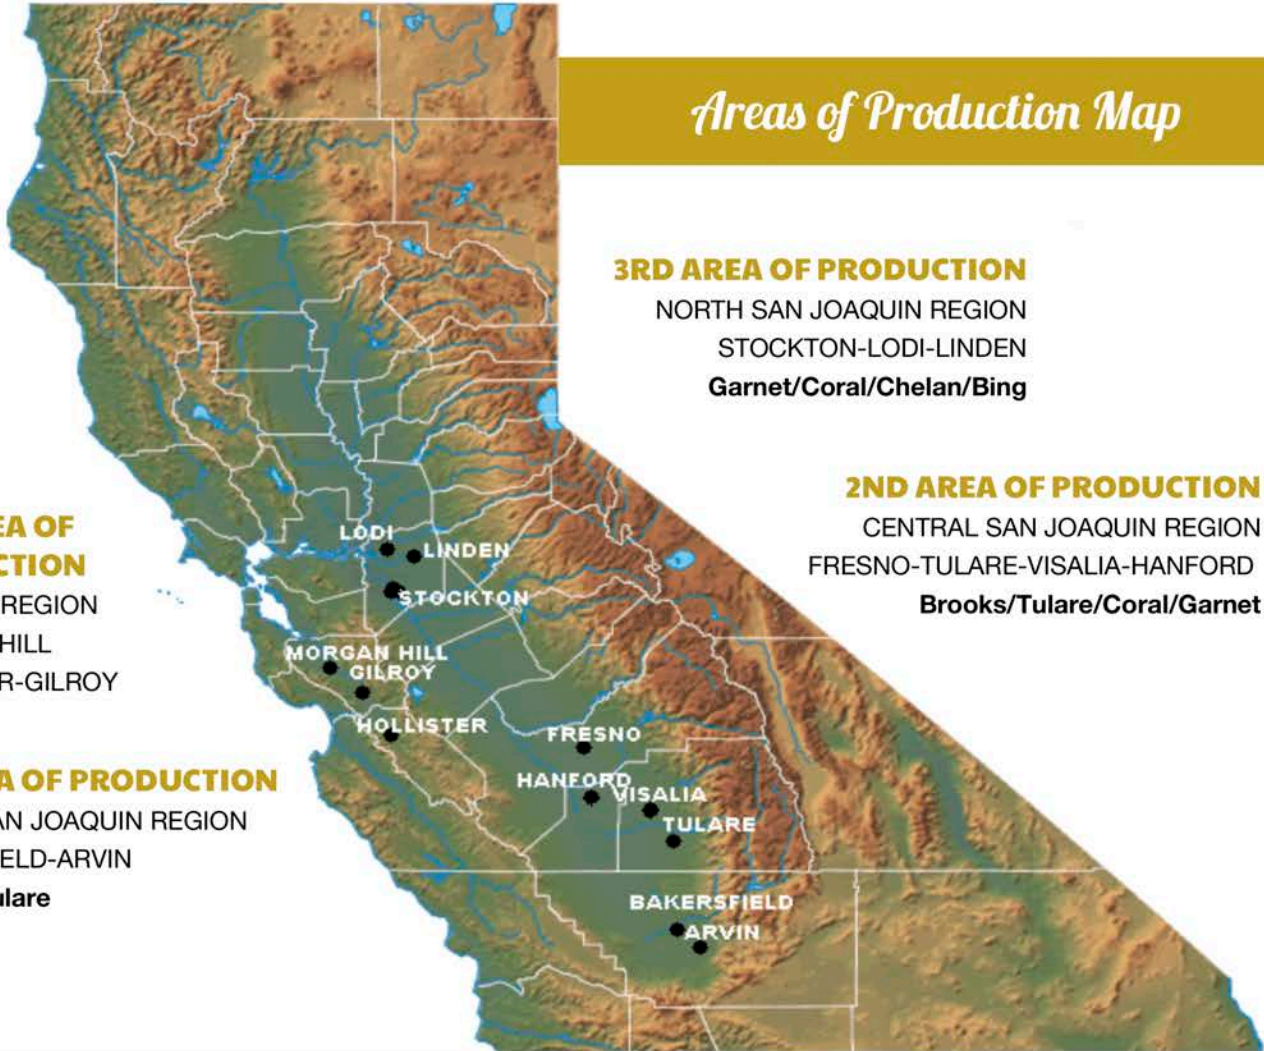 Areas of Production Map
3RD AREA OF PRODUCTION
NORTH SAN JOAQUIN REGION
STOCKTON-LODI-LINDEN
Garnet/Coral/Chelan/Bing
2ND AREA OF PRODUCTION
CENTRAL SAN JOAQUIN REGION
FRESNO-TULARE-VISALIA-HANFORD
Brooks/Tulare/Coral/Garnet
EA OF
CTION
REGION
HILL
R-GILROY
A OF PRODUCTION
AN JOAQUIN REGION
ELD-ARVIN
ulare
LODI
LINDEN
STOCKTON
MORGAN HILL
GILROY
HOLLISTER
FRESNO
HANFORD
VISALIA
TULARE
BAKERSFIELD
ARVIN